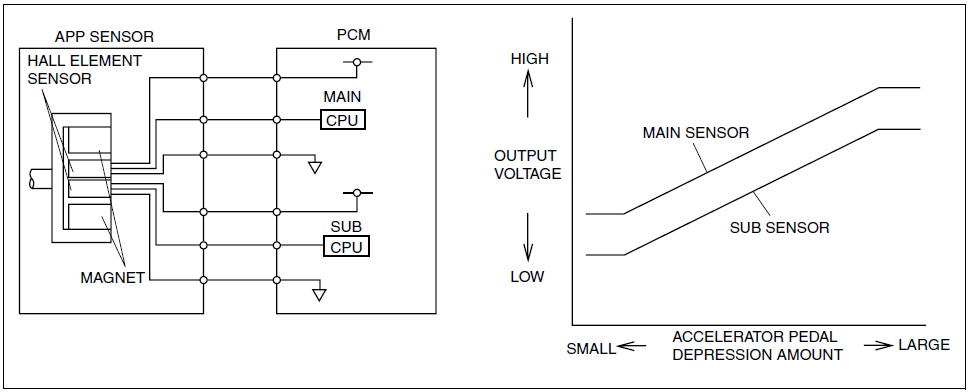 APP SENSOR
PCM
HALL ELEMENT
SENSOR
MAIN
CPU
SUB
CPU
MAGNET
HIGH
OUTPUT
VOLTAGE
LOW
MAIN SENSOR
SUB SENSOR
SMALL
ACCELERATOR PEDAL
DEPRESSION AMOUNT
LARGE